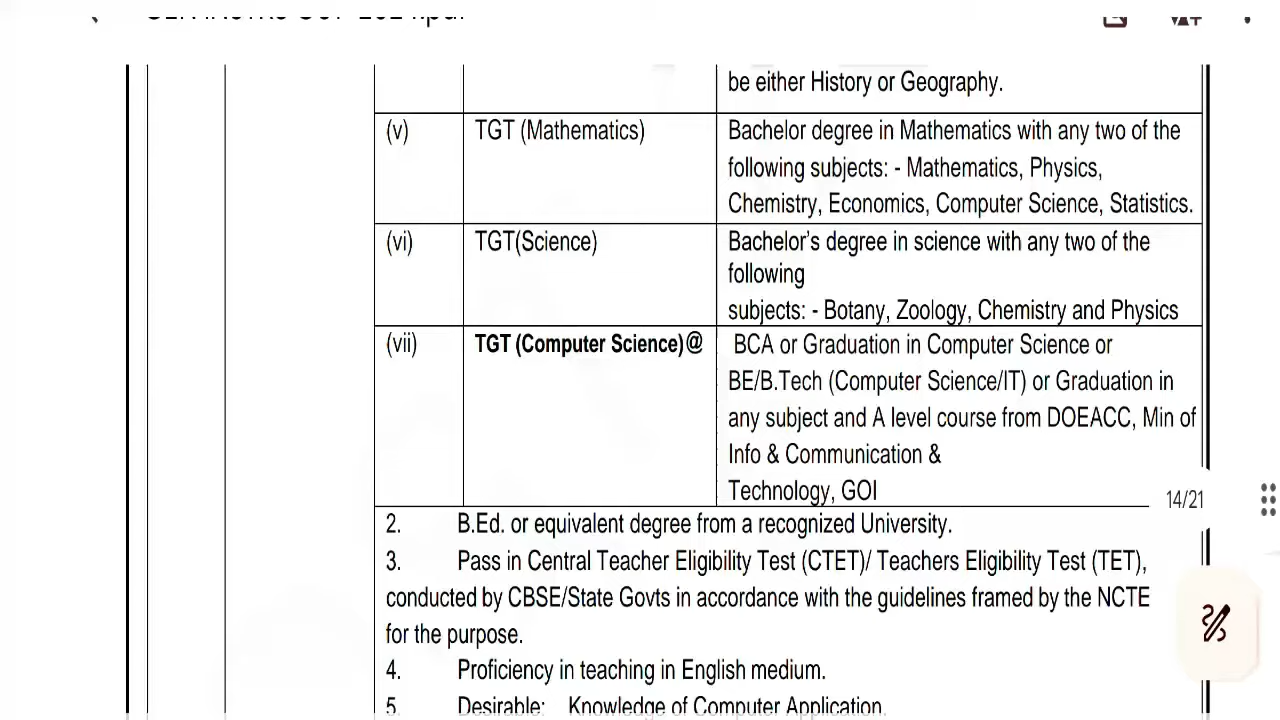 be either History or Geography.
(v) TGT (Mathematics) Bachelor degree in Mathematics with any two of the
following subjects: - Mathematics, Physics,
Chemistry, Economics, Computer Science, Statistics.
(vi) TGT(Science) Bachelor's degree in science with any two of the
following
subjects: - Botany, Zoology, Chemistry and Physics
(vii) TGT (Computer Science)@ BCA or Graduation in Computer Science or
BE/B.Tech (Computer Science/IT) or Graduation in
any subject and A level course from DOEACC, Min of
Info & Communication &
Technology, GOI
14/21
2. B.Ed. or equivalent degree from a recognized University.
3. Pass in Central Teacher Eligibility Test (CTET)/ Teachers Eligibility Test (TET),
conducted by CBSE/State Govts in accordance with the guidelines framed by the NCTE
for the purpose.
4. Proficiency in teaching in English medium.
5. Desirable: Knowledge of Computer Application.